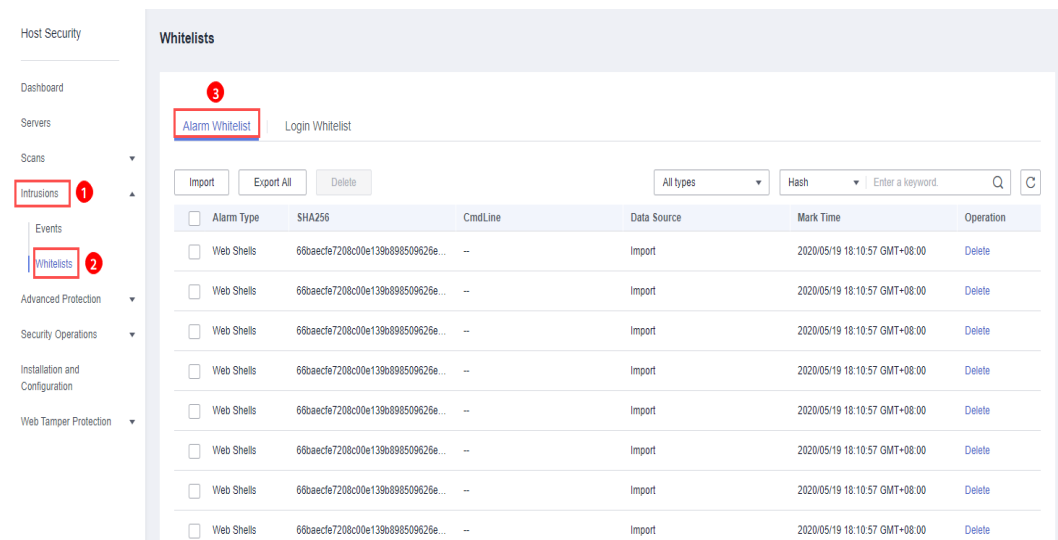 Host Security
Whitelists
Dashboard
Servers
Scans
Intrusions 1
Events
Whitelists 2
Advanced Protection
Security Operations
Installation and
Configuration
Web Tamper Protection
3
Alarm Whitelist Login Whitelist
Import Export All Delete All types Hash Enter a keyword. C
Alarm Type SHA256 CmdLine Data Source Mark Time Operation
Web Shells 66baecfe7208c00e139b898509626e... -- Import 2020/05/19 18:10:57 GMT+08:00 Delete
Web Shells 66baecfe7208c00e139b898509626e... -- Import 2020/05/19 18:10:57 GMT+08:00 Delete
Web Shells 66baecfe7208c00e139b898509626e... -- Import 2020/05/19 18:10:57 GMT+08:00 Delete
Web Shells 66baecfe7208c00e139b898509626e... -- Import 2020/05/19 18:10:57 GMT+08:00 Delete
Web Shells 66baecfe7208c00e139b898509626e... -- Import 2020/05/19 18:10:57 GMT+08:00 Delete
Web Shells 66baecfe7208c00e139b898509626e... -- Import 2020/05/19 18:10:57 GMT+08:00 Delete
Web Shells 66baecfe7208c00e139b898509626e... -- Import 2020/05/19 18:10:57 GMT+08:00 Delete
Web Shells 66baecfe7208c00e139b898509626e... -- Import 2020/05/19 18:10:57 GMT+08:00 Delete